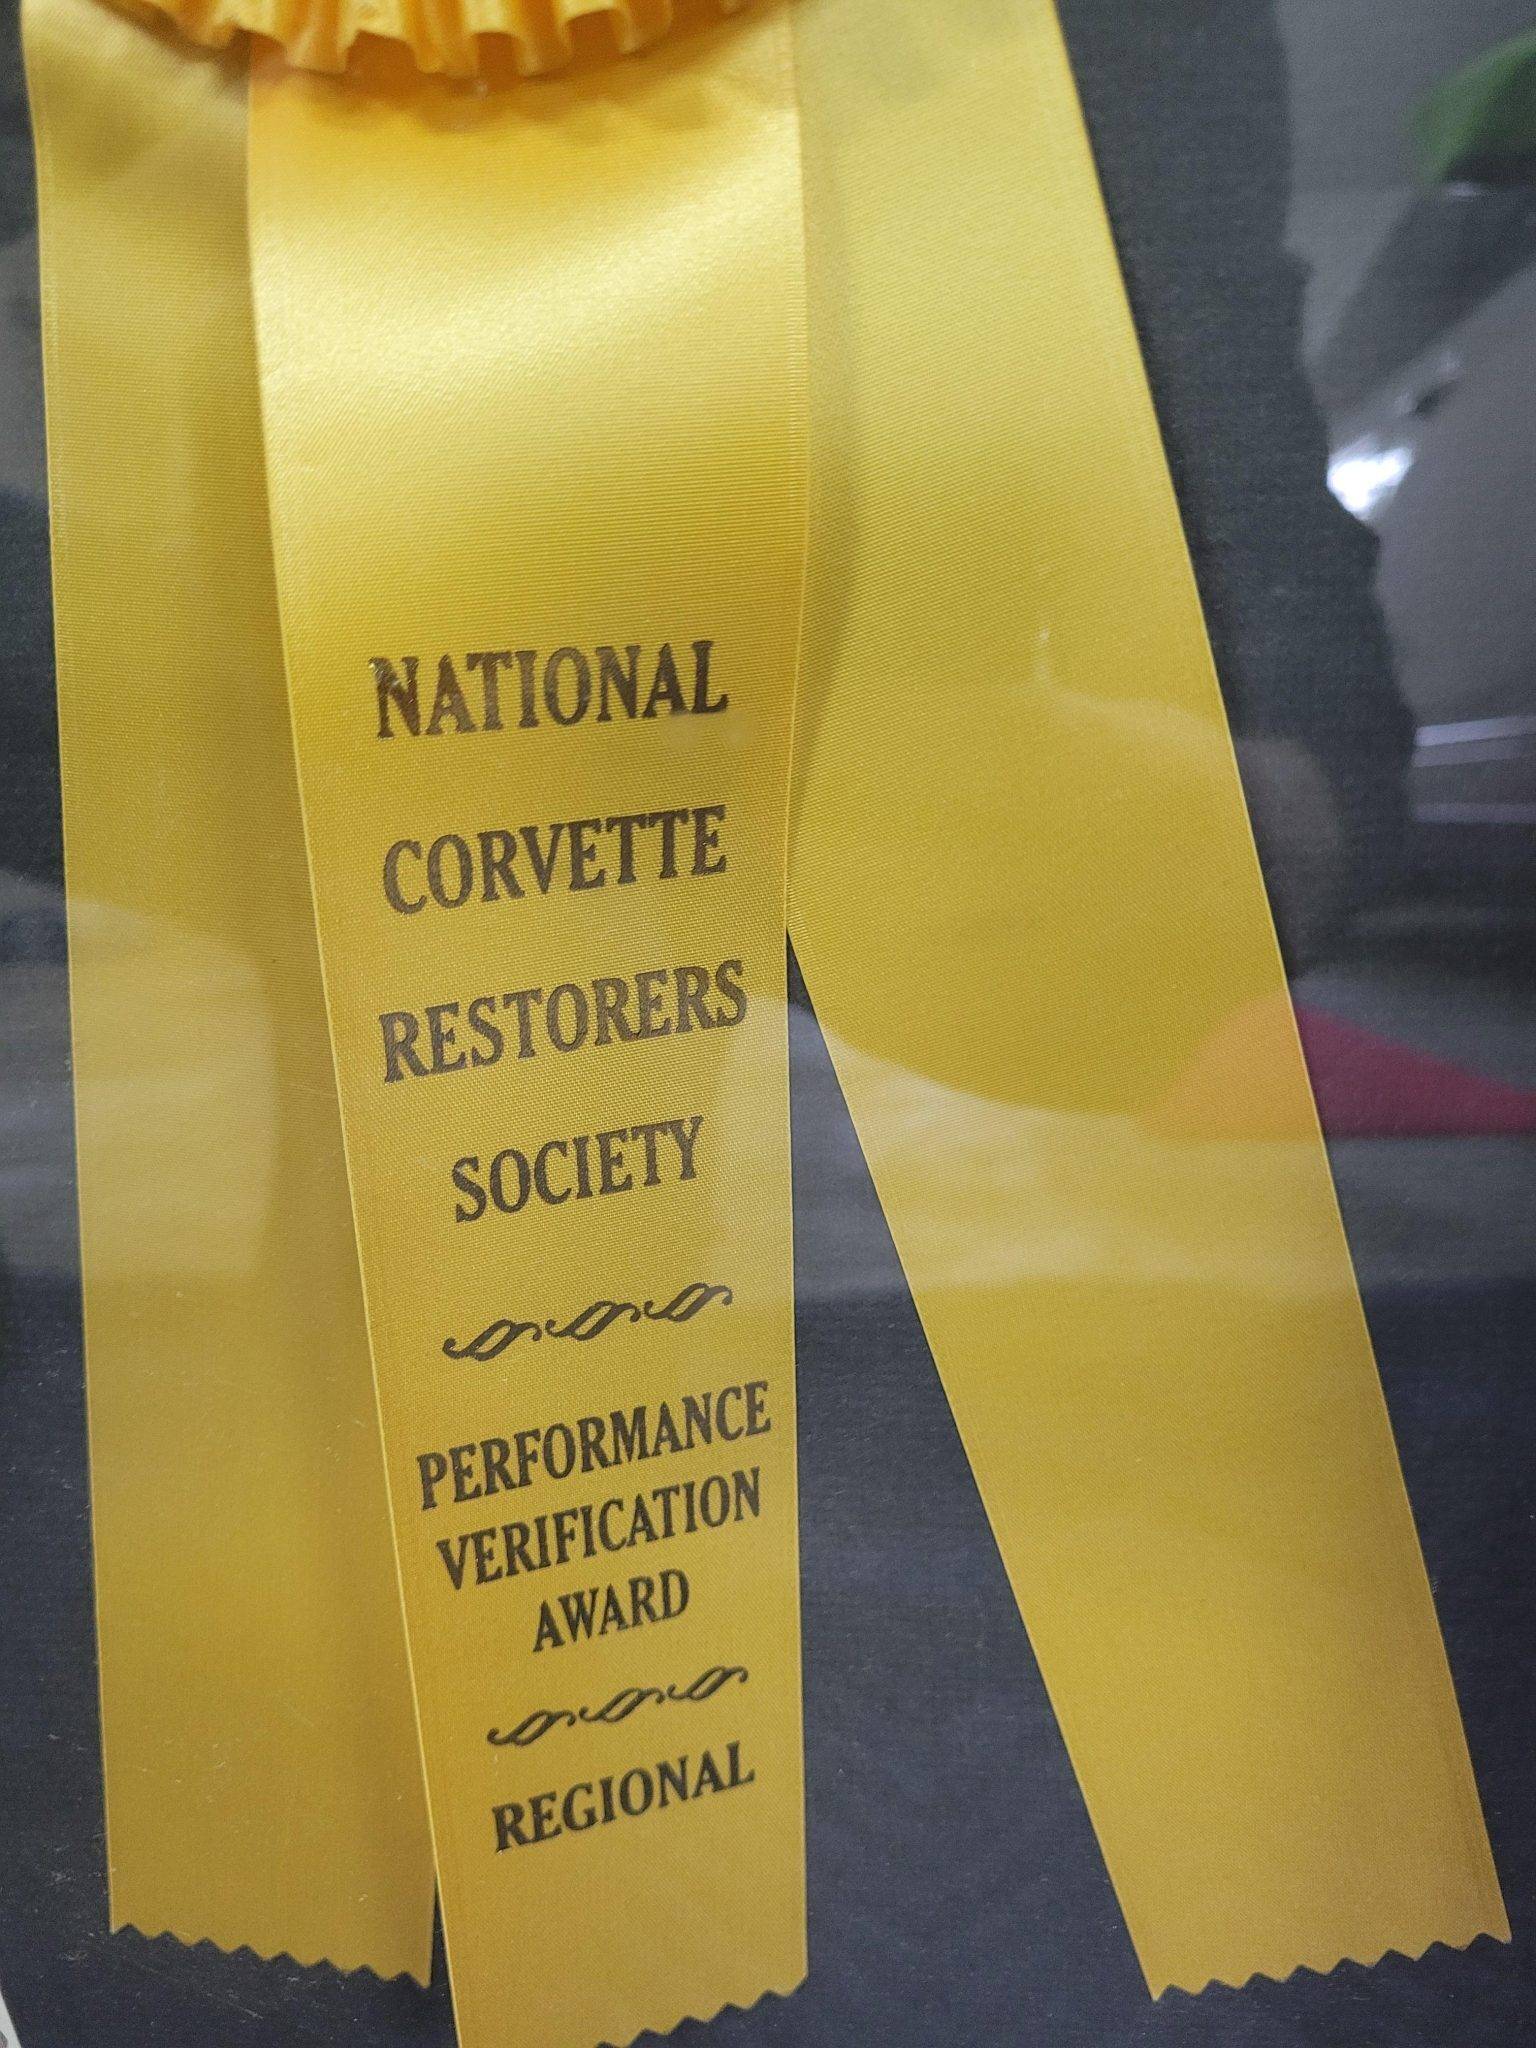 NATIONAL
CORVETTE
RESTORERS
SOCIETY
PERFORMANCE
VERIFICATION
AWARD
REGIONAL